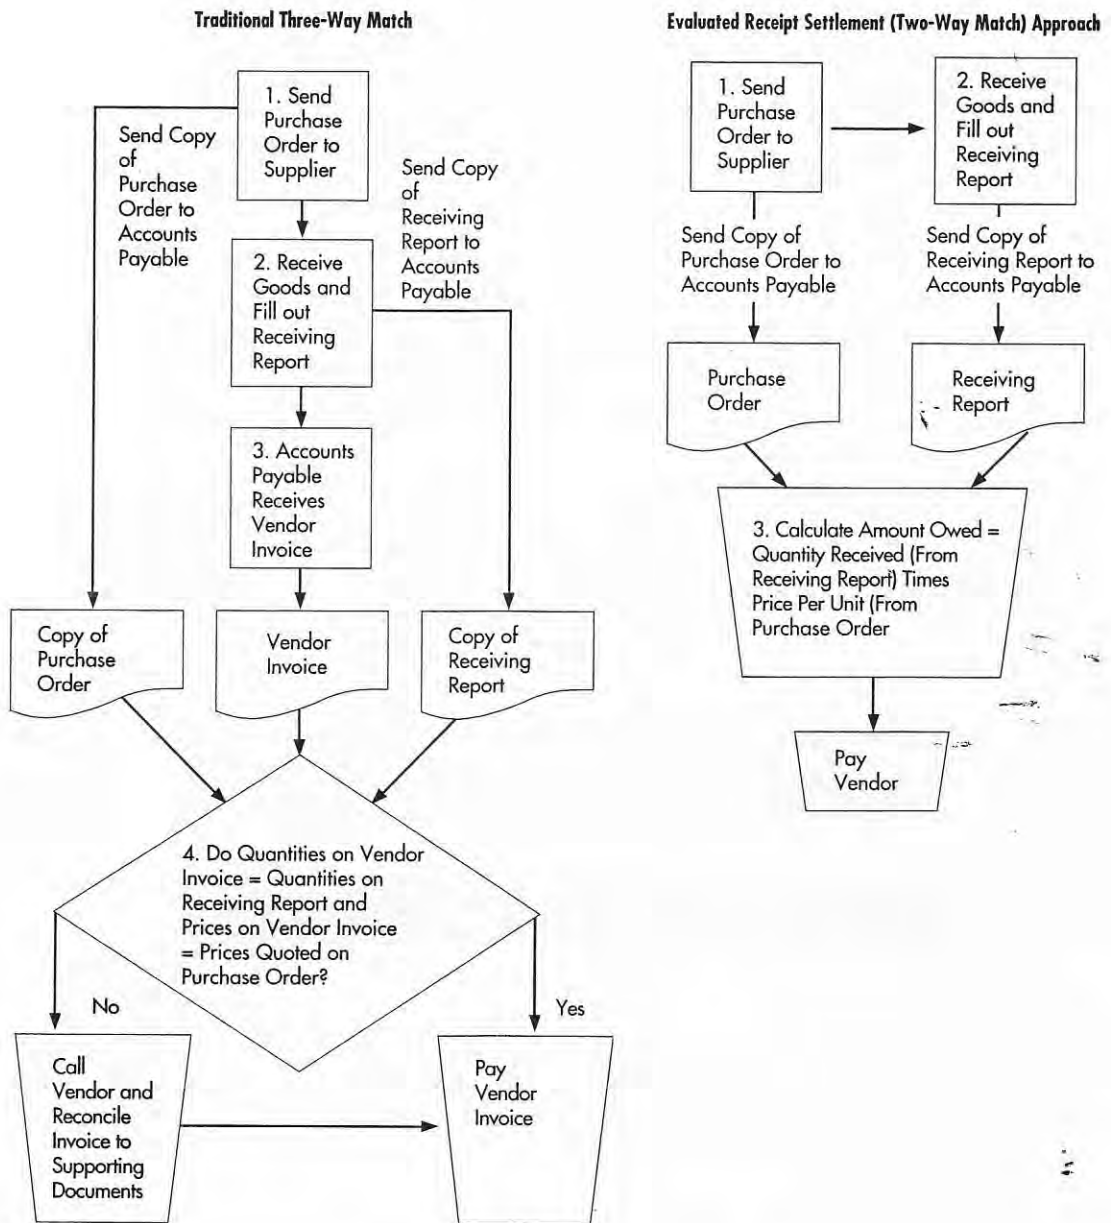 Traditional Three-Way Match
1. Send
Purchase
Order to
Supplier
Send Copy
of
Purchase
Order to
Accounts
Payable
Send Copy
of
Receiving
Report to
Accounts
Payable
2. Receive
Goods and
Fill out
Receiving
Report
3. Accounts
Payable
Receives
Vendor
Invoice
Copy of
Purchase
Order
Vendor
Invoice
Copy of
Receiving
Report
4. Do Quantities on Vendor
Invoice = Quantities on
Receiving Report and
Prices on Vendor Invoice
= Prices Quoted on
Purchase Order?
No
Yes
Call
Vendor and
Reconcile
Invoice to
Supporting
Documents
Pay
Vendor
Invoice
Evaluated Receipt Settlement (Two-Way Match) Approach
1. Send
Purchase
Order to
Supplier
2. Receive
Goods and
Fill out
Receiving
Report
Send Copy of
Purchase Order to
Accounts Payable
Send Copy of
Receiving Report to
Accounts Payable
Purchase
Order
Receiving
Report
3. Calculate Amount Owed =
Quantity Received (From
Receiving Report) Times
Price Per Unit (From
Purchase Order
Pay
Vendor